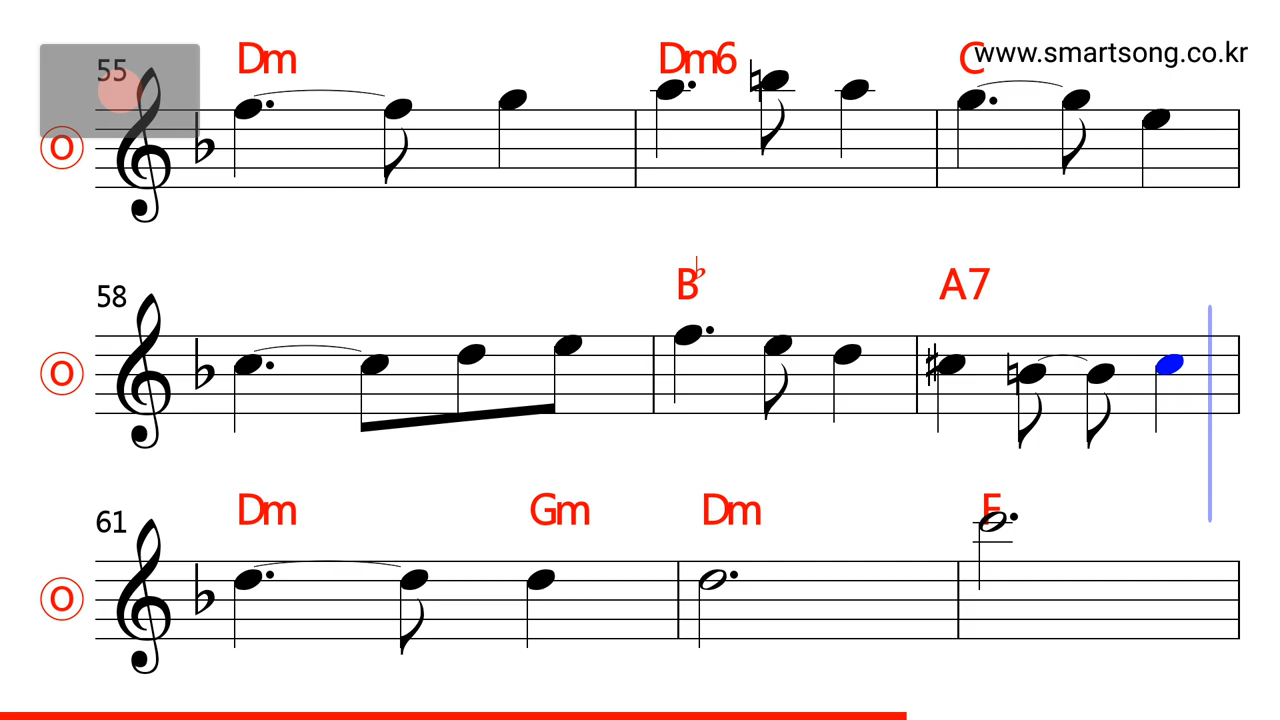 www.smartsong.co.kr
55 Dm Dm6 C
O
58 B♭ A7
O
61 Dm Gm Dm F
O